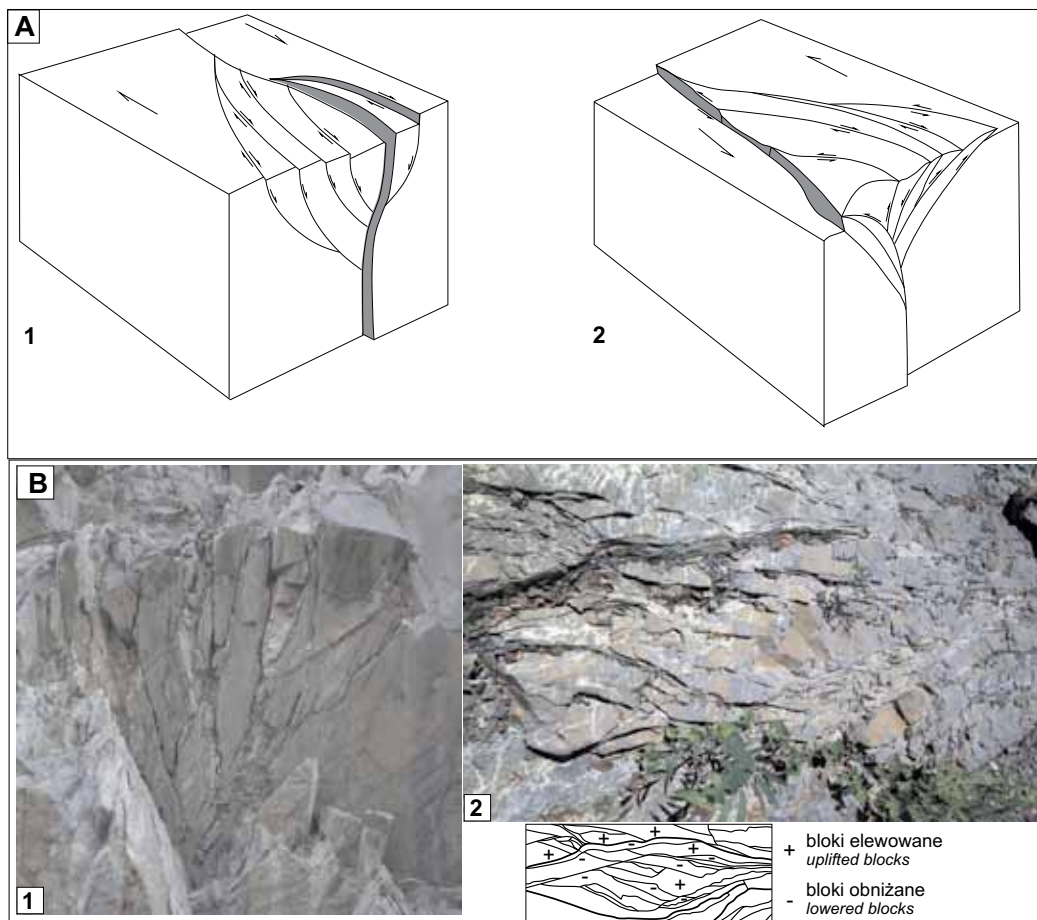 A
1
2
B
1
2
+ bloki elewowane
uplifted blocks
- bloki obniżane
lowered blocks